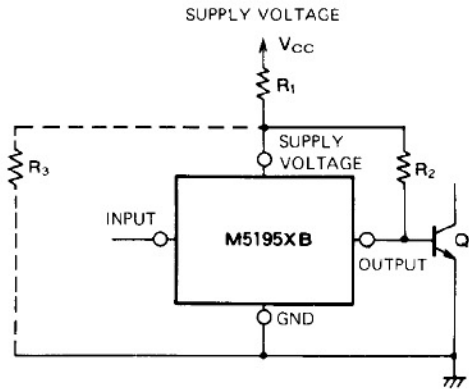 SUPPLY VOLTAGE
VCC
R1
SUPPLY
VOLTAGE
R3
R2
INPUT
M5195XB
Q
OUTPUT
GND